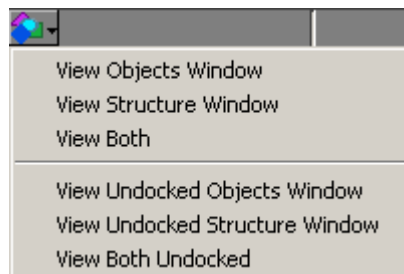 View Objects Window
View Structure Window
View Both
View Undocked Objects Window
View Undocked Structure Window
View Both Undocked